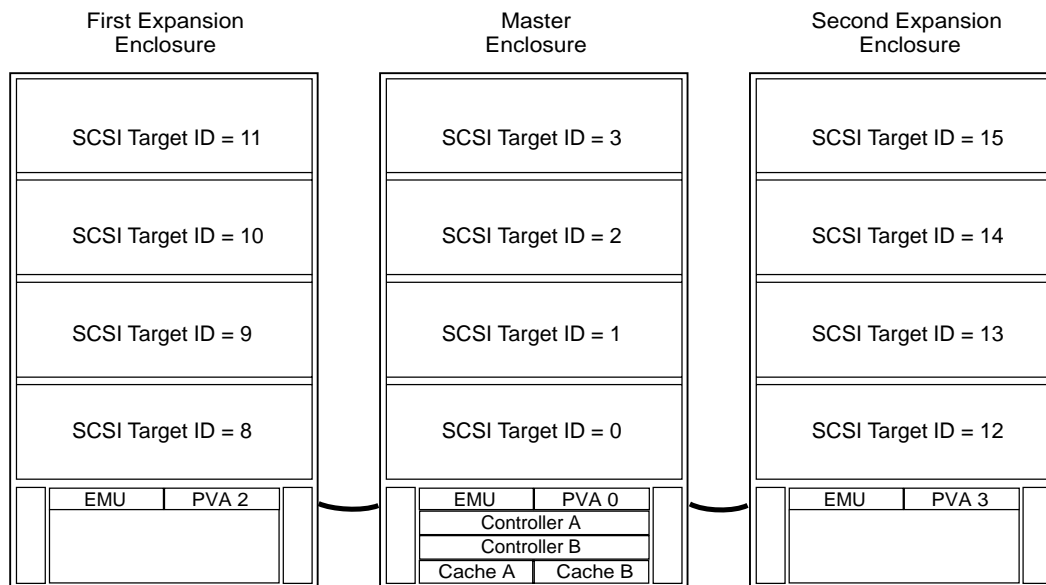 First Expansion
Enclosure
SCSI Target ID = 11
SCSI Target ID = 10
SCSI Target ID = 9
SCSI Target ID = 8
EMU
PVA 2
Master
Enclosure
SCSI Target ID = 3
SCSI Target ID = 2
SCSI Target ID = 1
SCSI Target ID = 0
EMU
PVA 0
Controller A
Controller B
Cache A
Cache B
Second Expansion
Enclosure
SCSI Target ID = 15
SCSI Target ID = 14
SCSI Target ID = 13
SCSI Target ID = 12
EMU
PVA 3